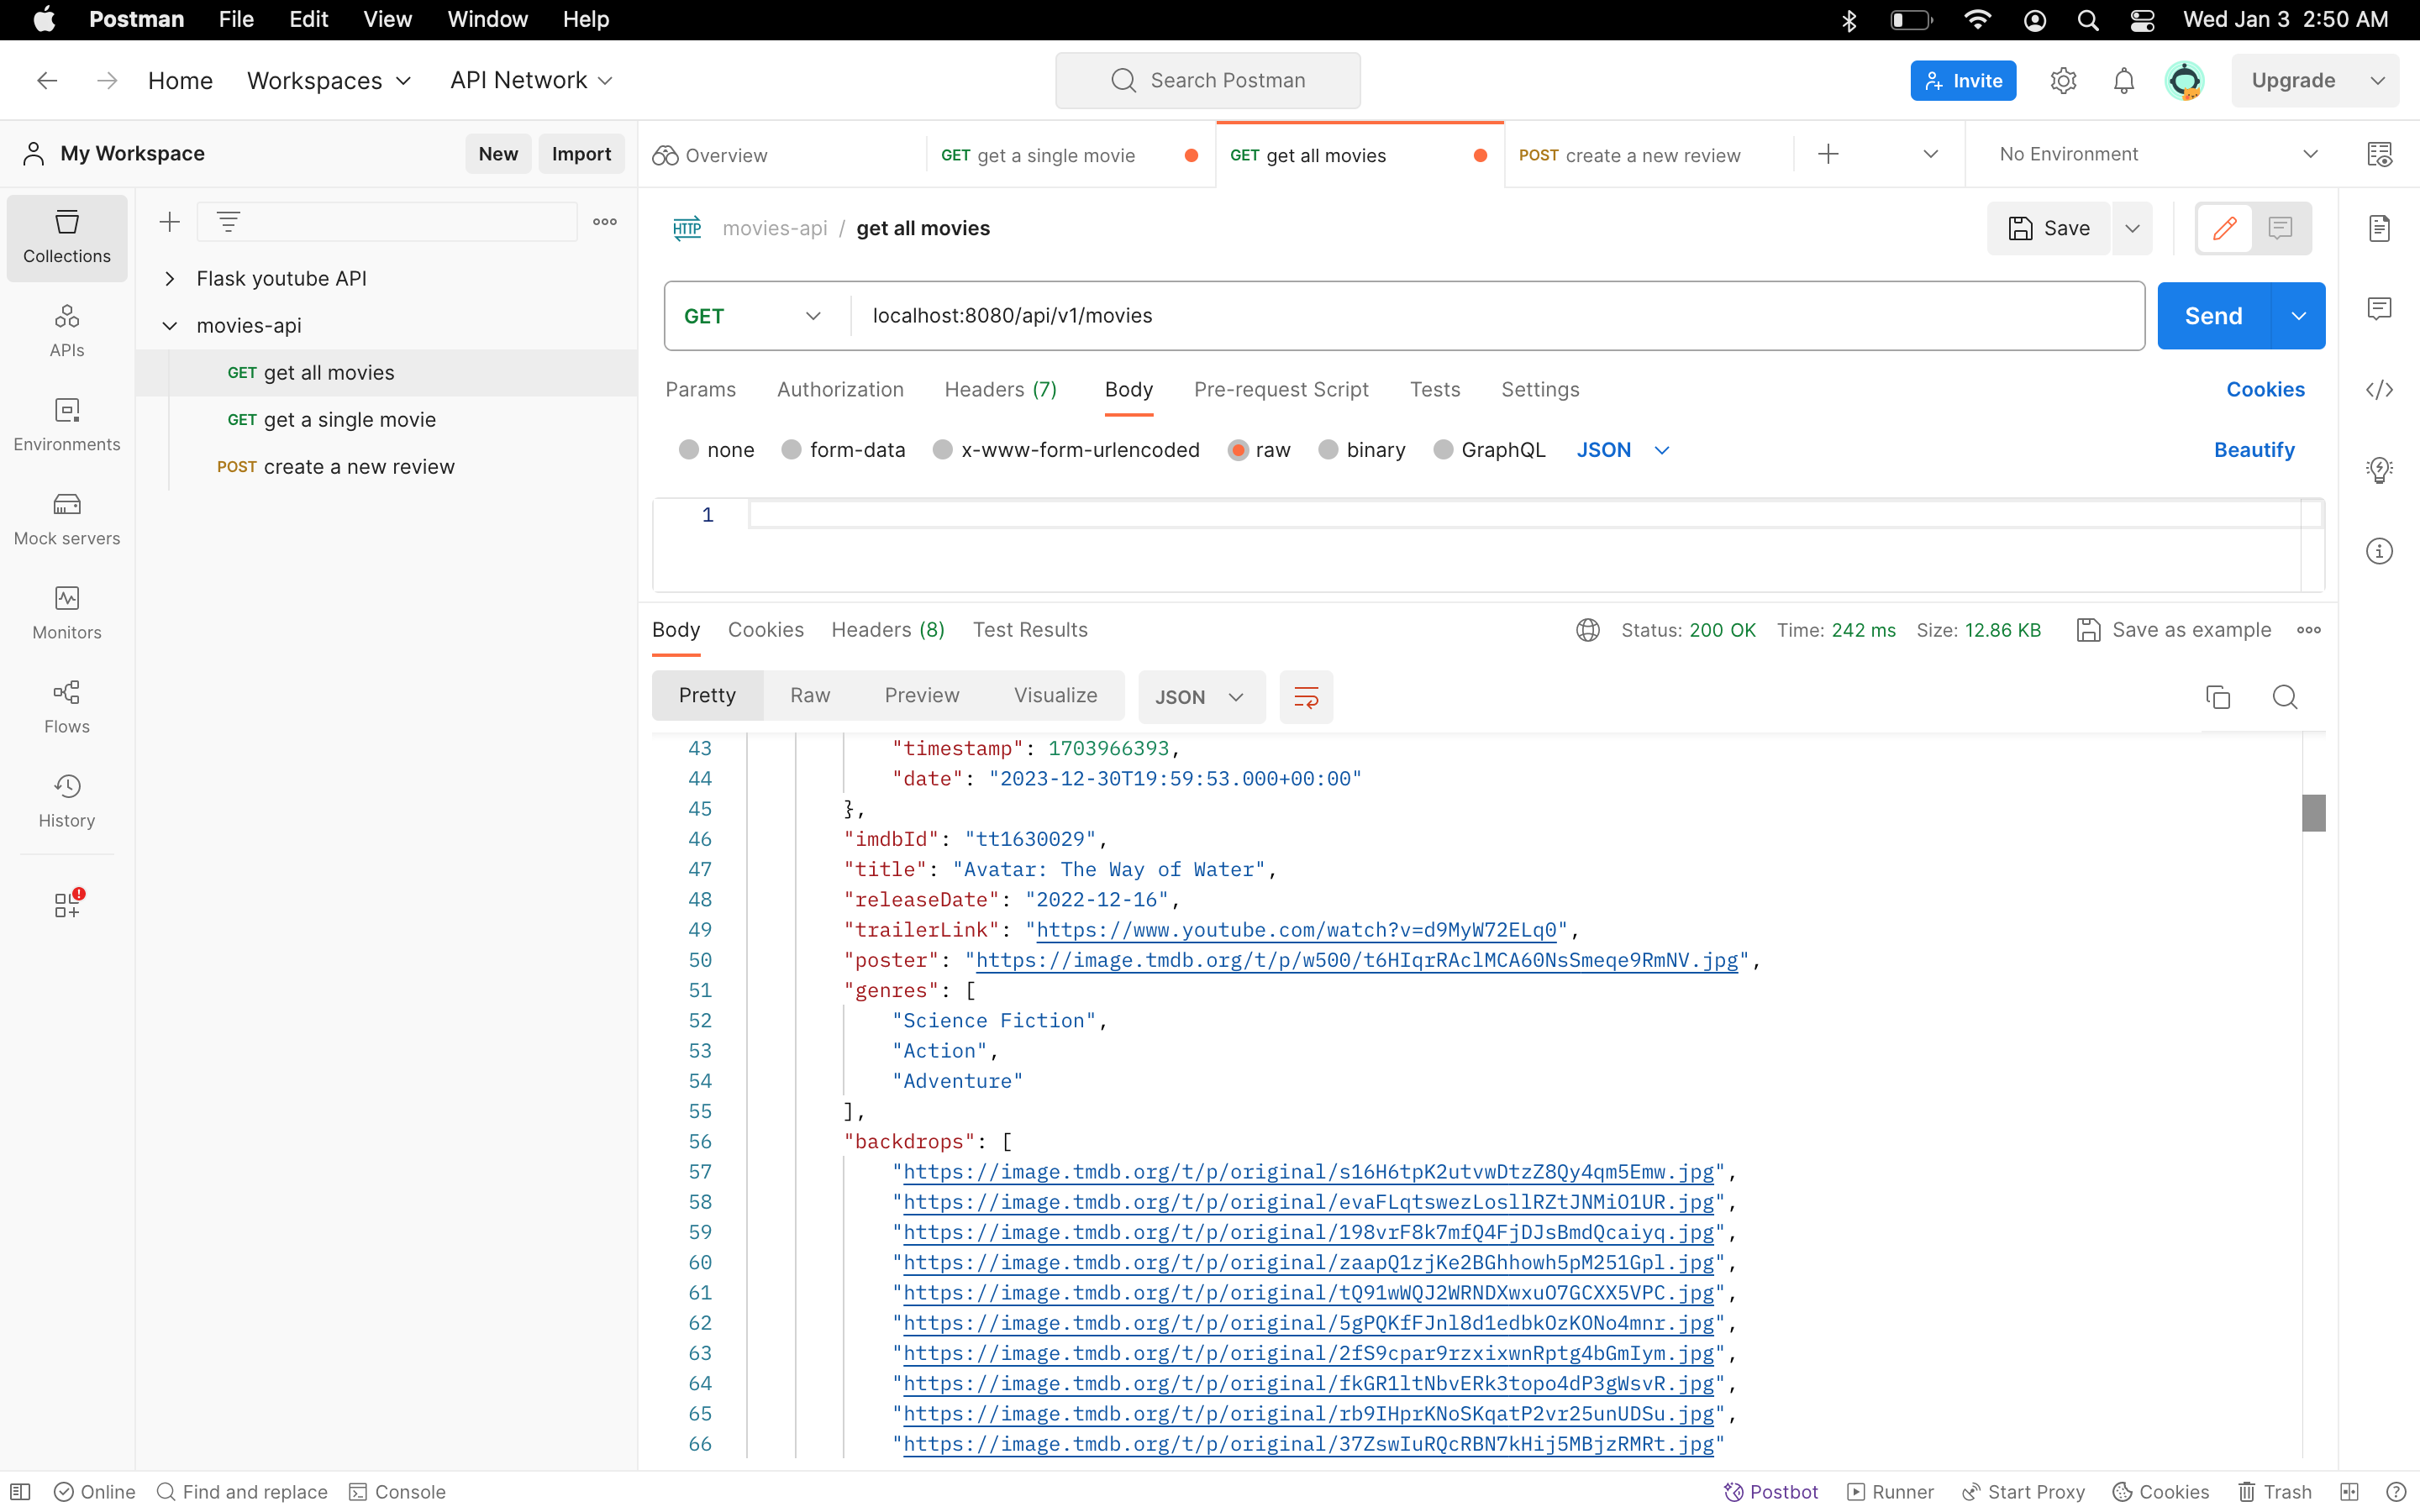 Postman File Edit View Window Help Wed Jan 3 2:50 AM
Home Workspaces API Network Search Postman Invite Upgrade
My Workspace New Import Overview GET get a single movie GET get all movies POST create a new review No Environment
Collections
APIs
Environments
Mock servers
Monitors
Flows
History
Flask youtube API
movies-api
GET get all movies
GET get a single movie
POST create a new review
HTTP movies-api / get all movies Save
GET localhost:8080/api/v1/movies Send
Params Authorization Headers (7) Body Pre-request Script Tests Settings Cookies
none form-data x-www-form-urlencoded raw binary GraphQL JSON Beautify
1
Body Cookies Headers (8) Test Results Status: 200 OK Time: 242 ms Size: 12.86 KB Save as example
Pretty Raw Preview Visualize JSON
43 "timestamp": 1703966393,
44 "date": "2023-12-30T19:59:53.000+00:00"
45 },
46 "imdbId": "tt1630029",
47 "title": "Avatar: The Way of Water",
48 "releaseDate": "2022-12-16",
49 "trailerLink": "https://www.youtube.com/watch?v=d9MyW72ELq0",
50 "poster": "https://image.tmdb.org/t/p/w500/t6HIqrRAclMCA60NsSmeqe9RmNV.jpg",
51 "genres": [
52 "Science Fiction",
53 "Action",
54 "Adventure"
55 ],
56 "backdrops": [
57 "https://image.tmdb.org/t/p/original/s16H6tpK2utvwDtzZ8Qy4qm5Emw.jpg",
58 "https://image.tmdb.org/t/p/original/evaFLqtswezLosllRZtJNMiO1UR.jpg",
59 "https://image.tmdb.org/t/p/original/198vrF8k7mfQ4FjDJsBmdQcaiyq.jpg",
60 "https://image.tmdb.org/t/p/original/zaapQ1zjKe2BGhhowh5pM251Gpl.jpg",
61 "https://image.tmdb.org/t/p/original/tQ91wWQJ2WRNDXwxuO7GCXX5VPC.jpg",
62 "https://image.tmdb.org/t/p/original/5gPQKfFJnl8d1edbkOzKONo4mnr.jpg",
63 "https://image.tmdb.org/t/p/original/2fS9cpar9rzxixwnRptg4bGmIym.jpg",
64 "https://image.tmdb.org/t/p/original/fkGR1ltNbvERk3topo4dP3gWsvR.jpg",
65 "https://image.tmdb.org/t/p/original/rb9IHprKNoSKqatP2vr25unUDSu.jpg",
66 "https://image.tmdb.org/t/p/original/37ZswIuRQcRBN7kHij5MBjzRMRt.jpg"
Online Find and replace Console Postbot Runner Start Proxy Cookies Trash